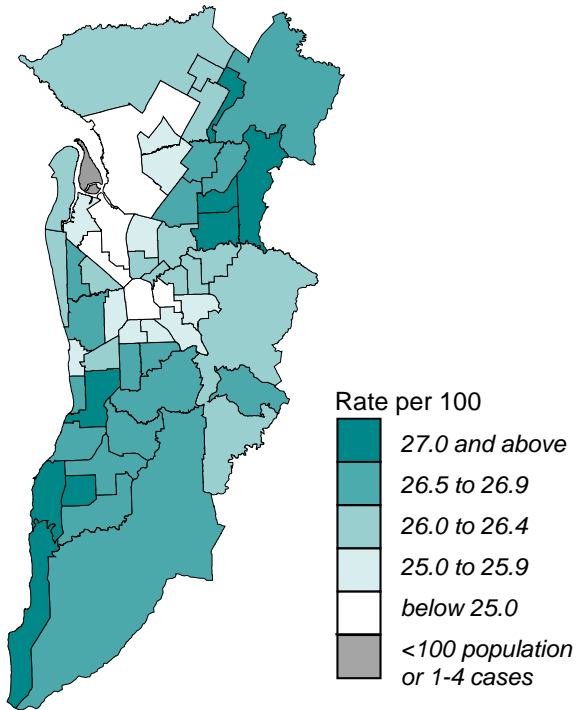 Rate per 100
27.0 and above
26.5 to 26.9
26.0 to 26.4
25.0 to 25.9
below 25.0
<100 population
or 1-4 cases